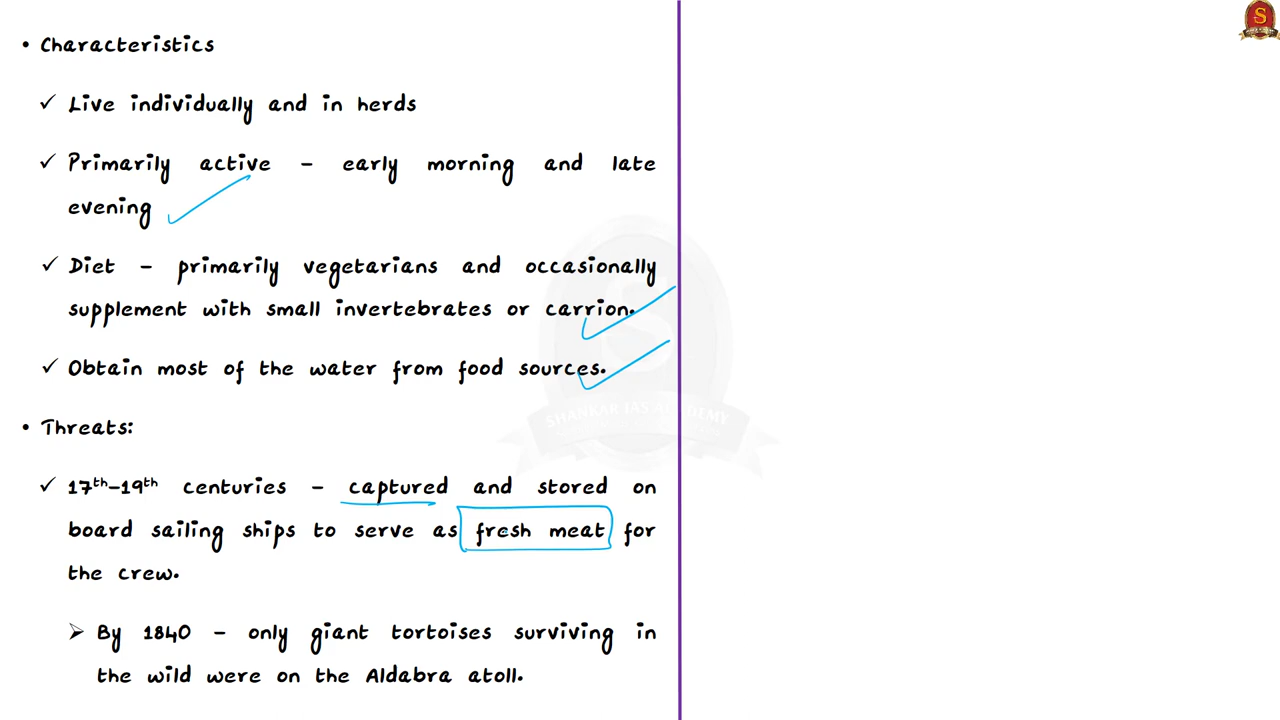 • Characteristics
✓ Live individually and in herds
✓ Primarily active – early morning and late
evening
✓ Diet – primarily vegetarians and occasionally
supplement with small invertebrates or carrion.
✓ Obtain most of the water from food sources.
• Threats:
✓ 17th–19th centuries – captured and stored on
board sailing ships to serve as fresh meat for
the crew.
➢ By 1840 – only giant tortoises surviving in
the wild were on the Aldabra atoll.
S
SHANKAR IAS ACADEMY